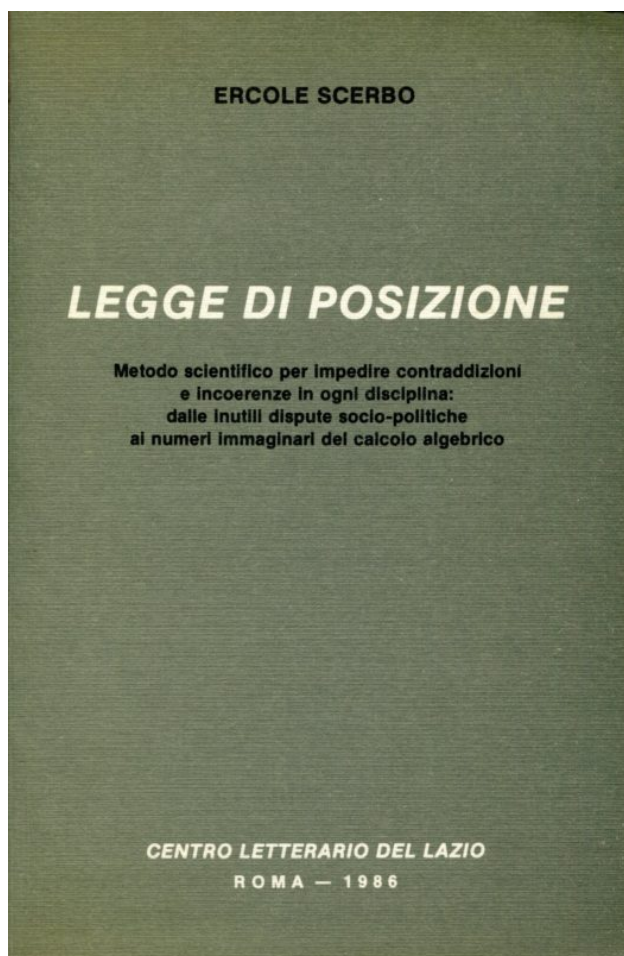 ERCOLE SCERBO
LEGGE DI POSIZIONE
Metodo scientifico per impedire contraddizioni
e incoerenze in ogni disciplina:
dalle inutili dispute socio-politiche
ai numeri immaginari del calcolo algebrico
CENTRO LETTERARIO DEL LAZIO
ROMA — 1986